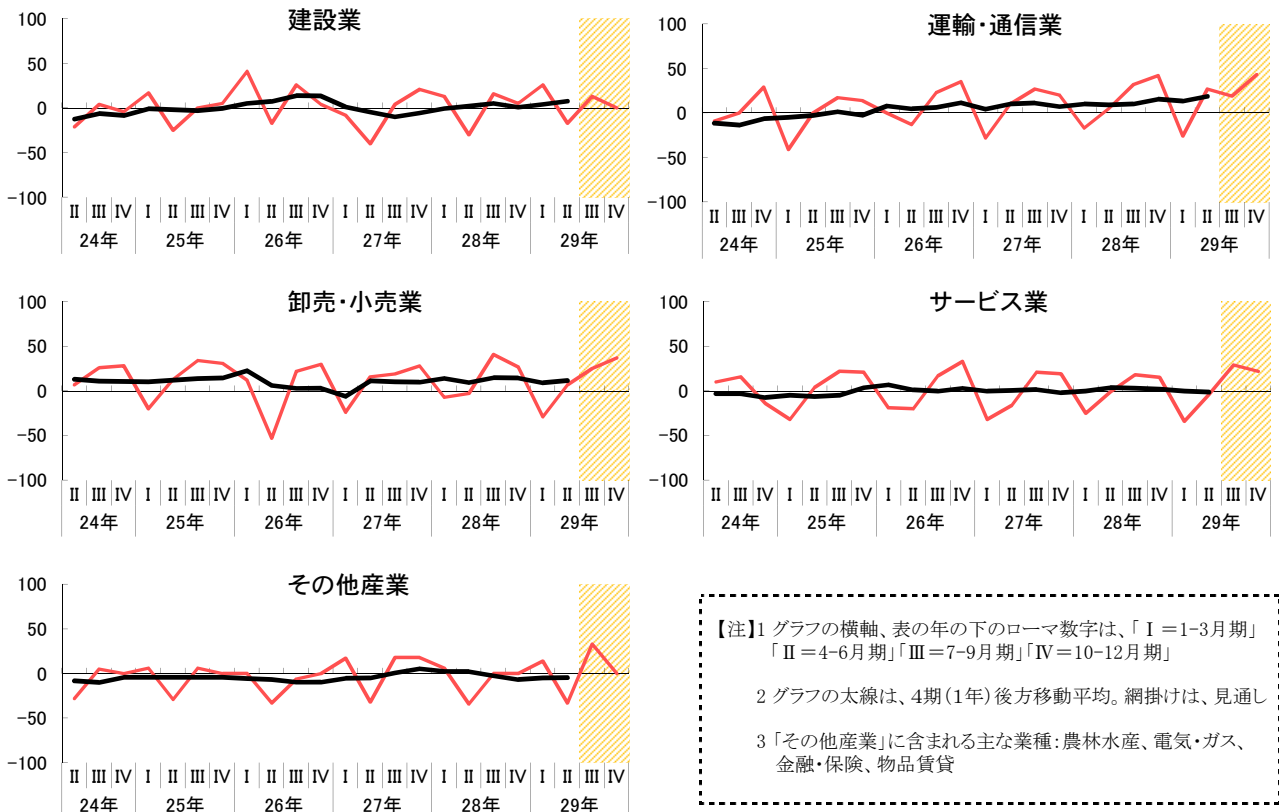 建設業
100
50
0
-50
-100
Ⅱ Ⅲ Ⅳ Ⅰ Ⅱ Ⅲ Ⅳ Ⅰ Ⅱ Ⅲ Ⅳ Ⅰ Ⅱ Ⅲ Ⅳ Ⅰ Ⅱ Ⅲ Ⅳ Ⅰ Ⅱ Ⅲ Ⅳ
24年 25年 26年 27年 28年 29年
運輸・通信業
100
50
0
-50
-100
Ⅱ Ⅲ Ⅳ Ⅰ Ⅱ Ⅲ Ⅳ Ⅰ Ⅱ Ⅲ Ⅳ Ⅰ Ⅱ Ⅲ Ⅳ Ⅰ Ⅱ Ⅲ Ⅳ Ⅰ Ⅱ Ⅲ Ⅳ
24年 25年 26年 27年 28年 29年
卸売・小売業
100
50
0
-50
-100
Ⅱ Ⅲ Ⅳ Ⅰ Ⅱ Ⅲ Ⅳ Ⅰ Ⅱ Ⅲ Ⅳ Ⅰ Ⅱ Ⅲ Ⅳ Ⅰ Ⅱ Ⅲ Ⅳ Ⅰ Ⅱ Ⅲ Ⅳ
24年 25年 26年 27年 28年 29年
サービス業
100
50
0
-50
-100
Ⅱ Ⅲ Ⅳ Ⅰ Ⅱ Ⅲ Ⅳ Ⅰ Ⅱ Ⅲ Ⅳ Ⅰ Ⅱ Ⅲ Ⅳ Ⅰ Ⅱ Ⅲ Ⅳ Ⅰ Ⅱ Ⅲ Ⅳ
24年 25年 26年 27年 28年 29年
その他産業
100
50
0
-50
-100
Ⅱ Ⅲ Ⅳ Ⅰ Ⅱ Ⅲ Ⅳ Ⅰ Ⅱ Ⅲ Ⅳ Ⅰ Ⅱ Ⅲ Ⅳ Ⅰ Ⅱ Ⅲ Ⅳ Ⅰ Ⅱ Ⅲ Ⅳ
24年 25年 26年 27年 28年 29年
【注】1 グラフの横軸、表の年の下のローマ数字は、「Ⅰ=1-3月期」
「Ⅱ=4-6月期」「Ⅲ=7-9月期」「Ⅳ=10-12月期」
2 グラフの太線は、4期(1年)後方移動平均。網掛けは、見通し
3 「その他産業」に含まれる主な業種:農林水産、電気・ガス、
金融・保険、物品賃貸